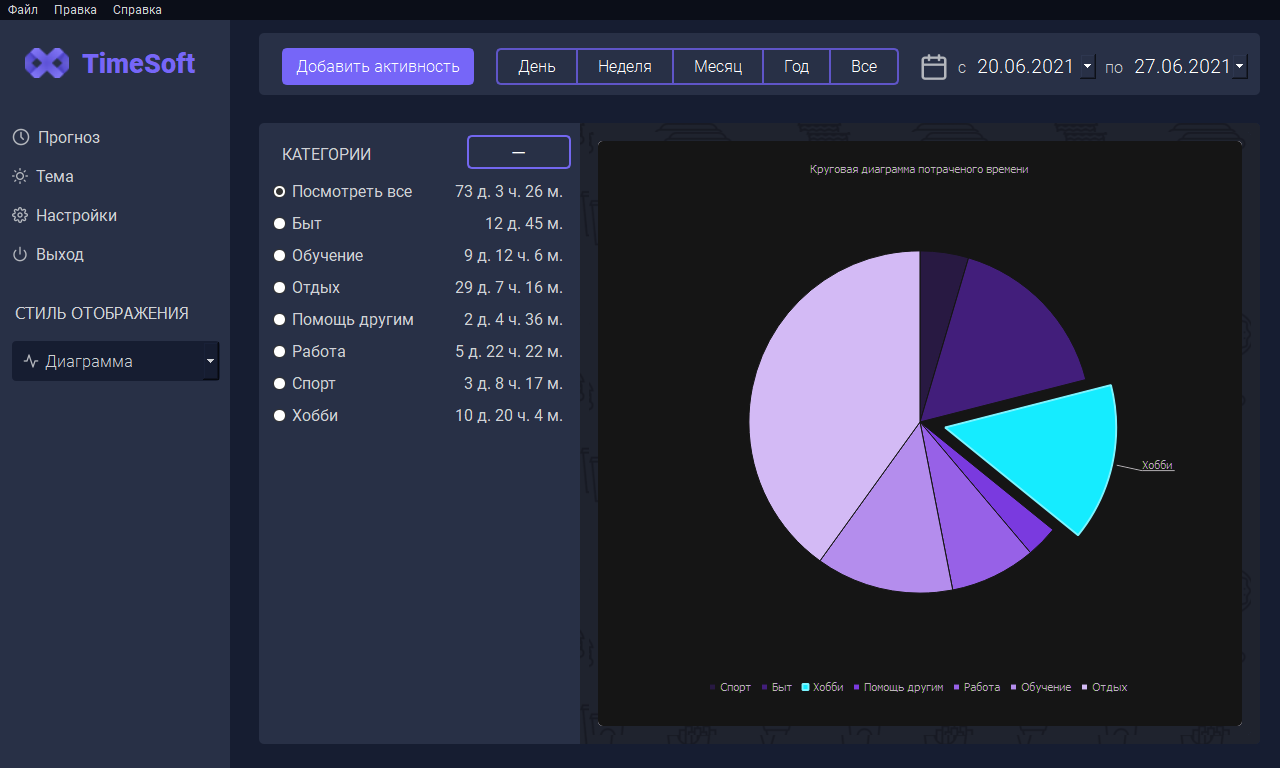 Файл Правка Справка
TimeSoft
Добавить активность День Неделя Месяц Год Все с 20.06.2021 по 27.06.2021
Прогноз
Тема
Настройки
Выход
СТИЛЬ ОТОБРАЖЕНИЯ
Диаграмма
КАТЕГОРИИ —
Посмотреть все 73 д. 3 ч. 26 м.
Быт 12 д. 45 м.
Обучение 9 д. 12 ч. 6 м.
Отдых 29 д. 7 ч. 16 м.
Помощь другим 2 д. 4 ч. 36 м.
Работа 5 д. 22 ч. 22 м.
Спорт 3 д. 8 ч. 17 м.
Хобби 10 д. 20 ч. 4 м.
Круговая диаграмма потраченого времени
Хобби
Спорт Быт Хобби Помощь другим Работа Обучение Отдых